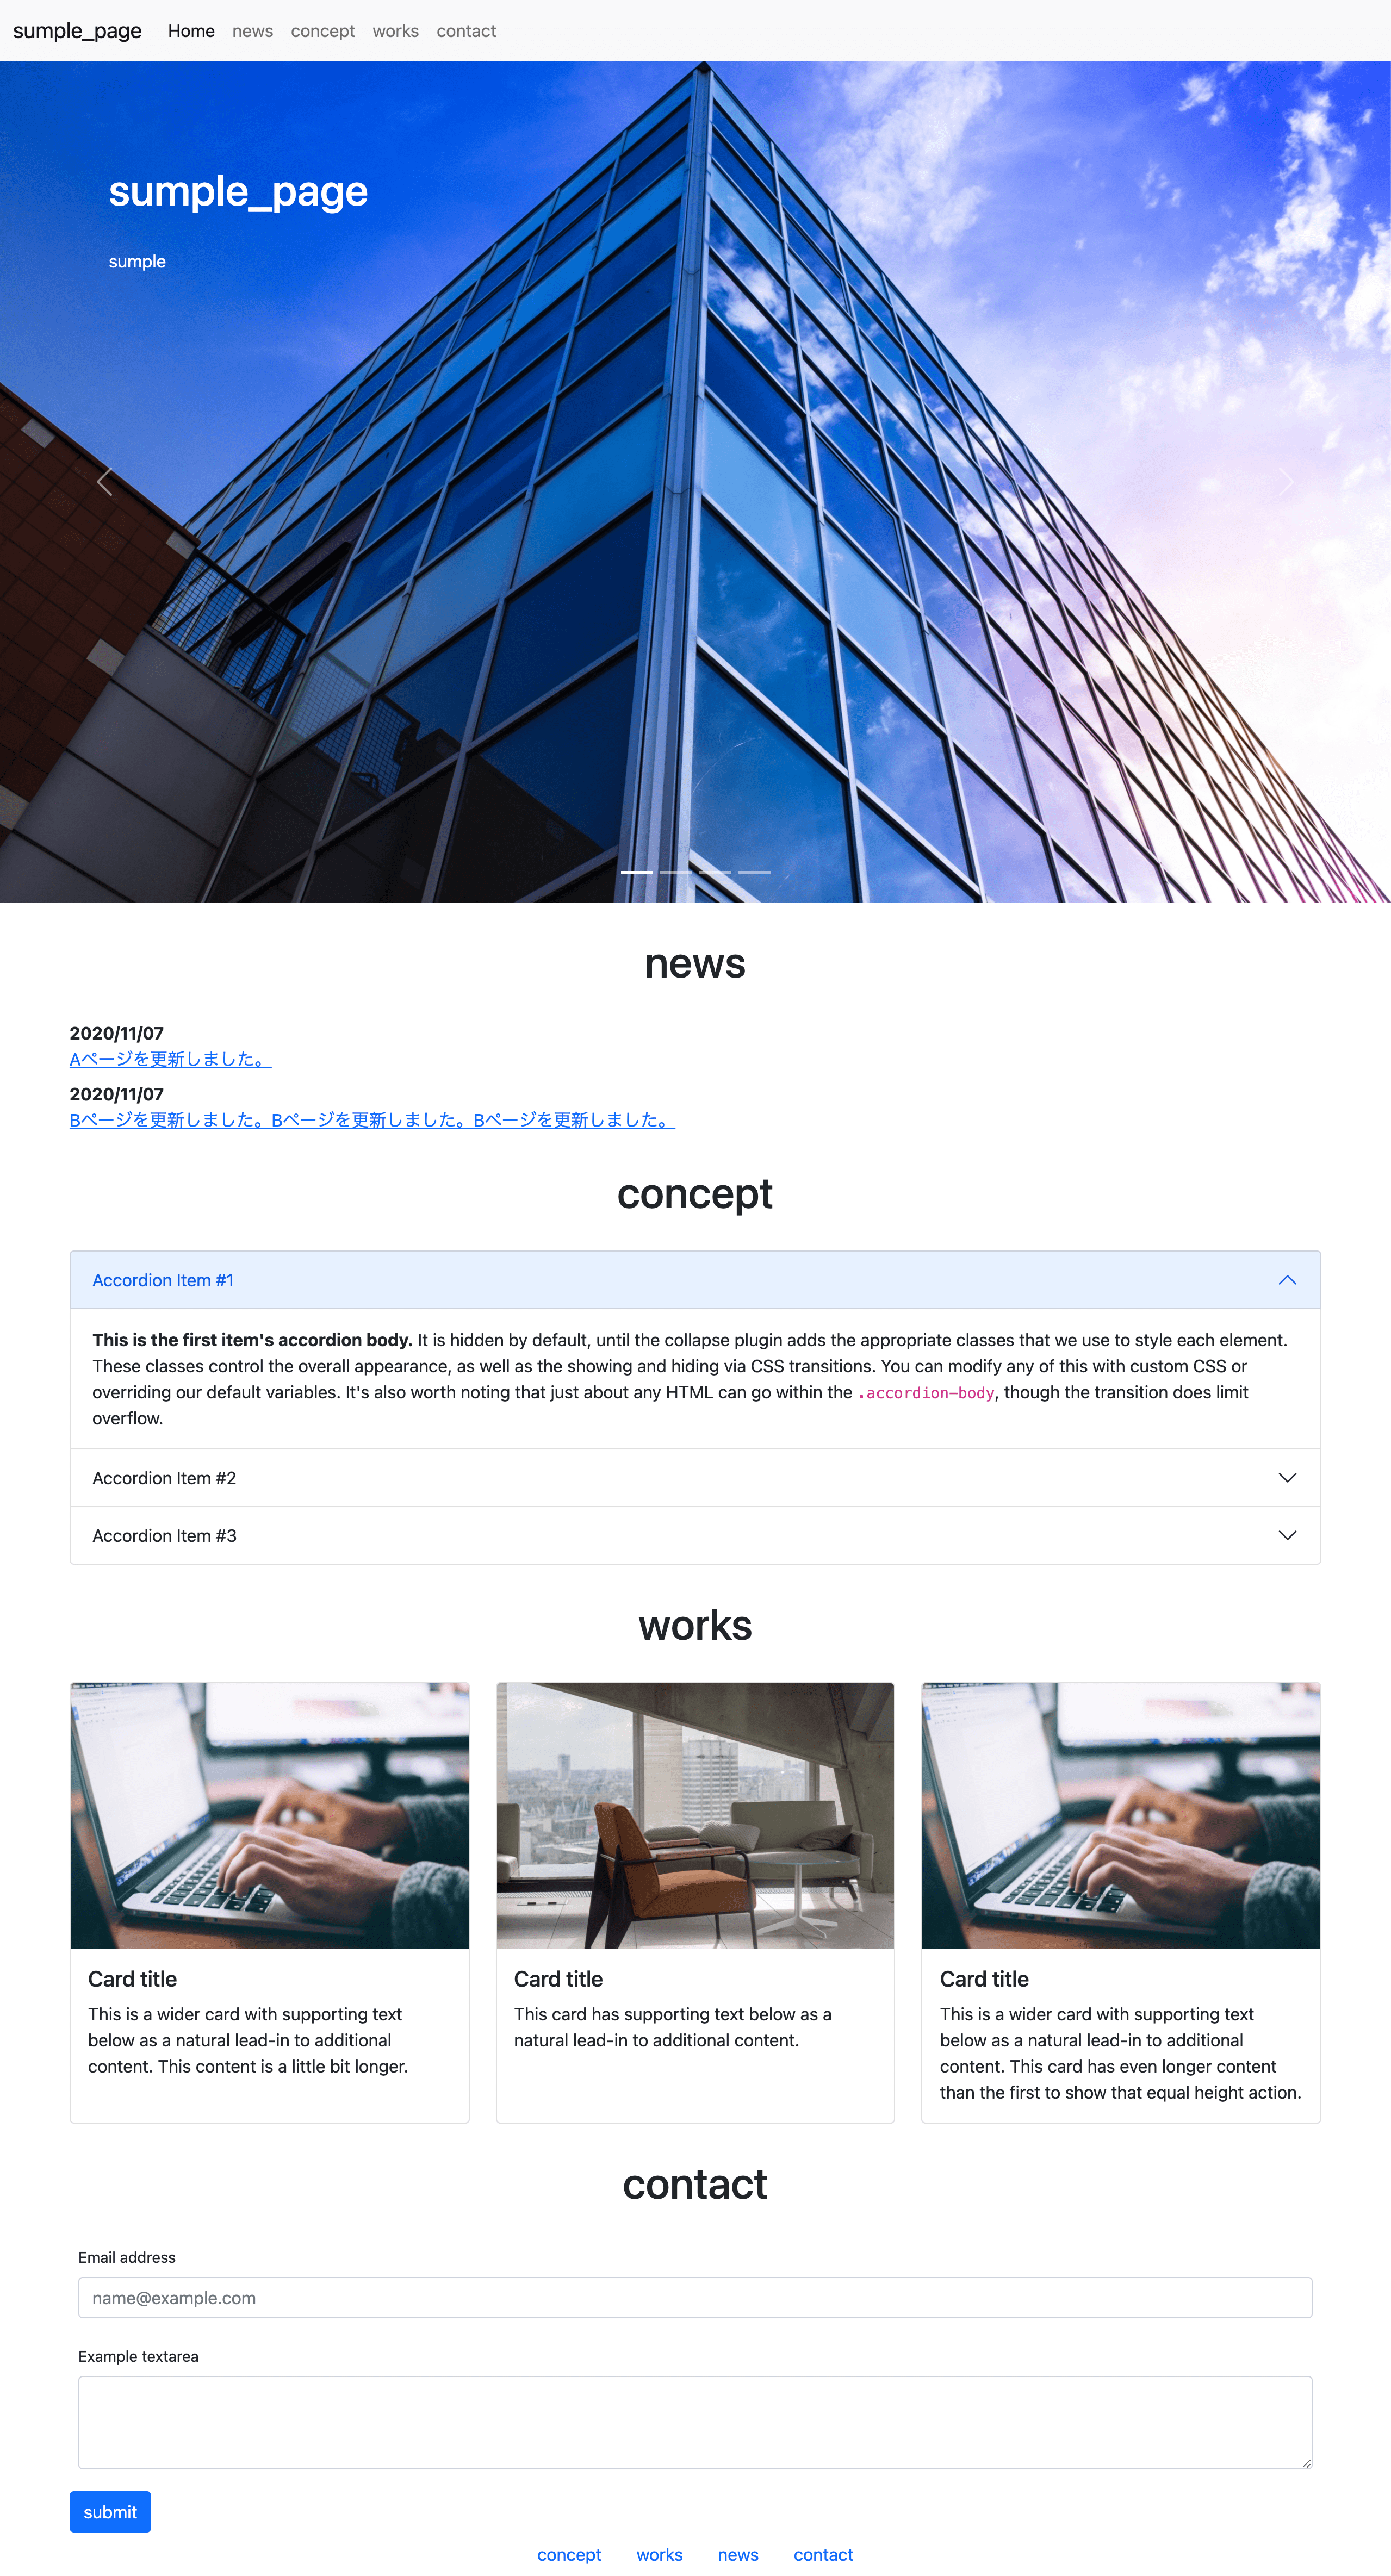 sumple_page Home news concept works contact
sumple_page
sumple
news
2020/11/07
Aページを更新しました。
2020/11/07
Bページを更新しました。Bページを更新しました。Bページを更新しました。
concept
Accordion Item #1
This is the first item's accordion body. It is hidden by default, until the collapse plugin adds the appropriate classes that we use to style each element.
These classes control the overall appearance, as well as the showing and hiding via CSS transitions. You can modify any of this with custom CSS or
overriding our default variables. It's also worth noting that just about any HTML can go within the .accordion-body, though the transition does limit
overflow.
Accordion Item #2
Accordion Item #3
works
Card title
This is a wider card with supporting text
below as a natural lead-in to additional
content. This content is a little bit longer.
Card title
This card has supporting text below as a
natural lead-in to additional content.
Card title
This is a wider card with supporting text
below as a natural lead-in to additional
content. This card has even longer content
than the first to show that equal height action.
contact
Email address
name@example.com
Example textarea
submit
concept works news contact